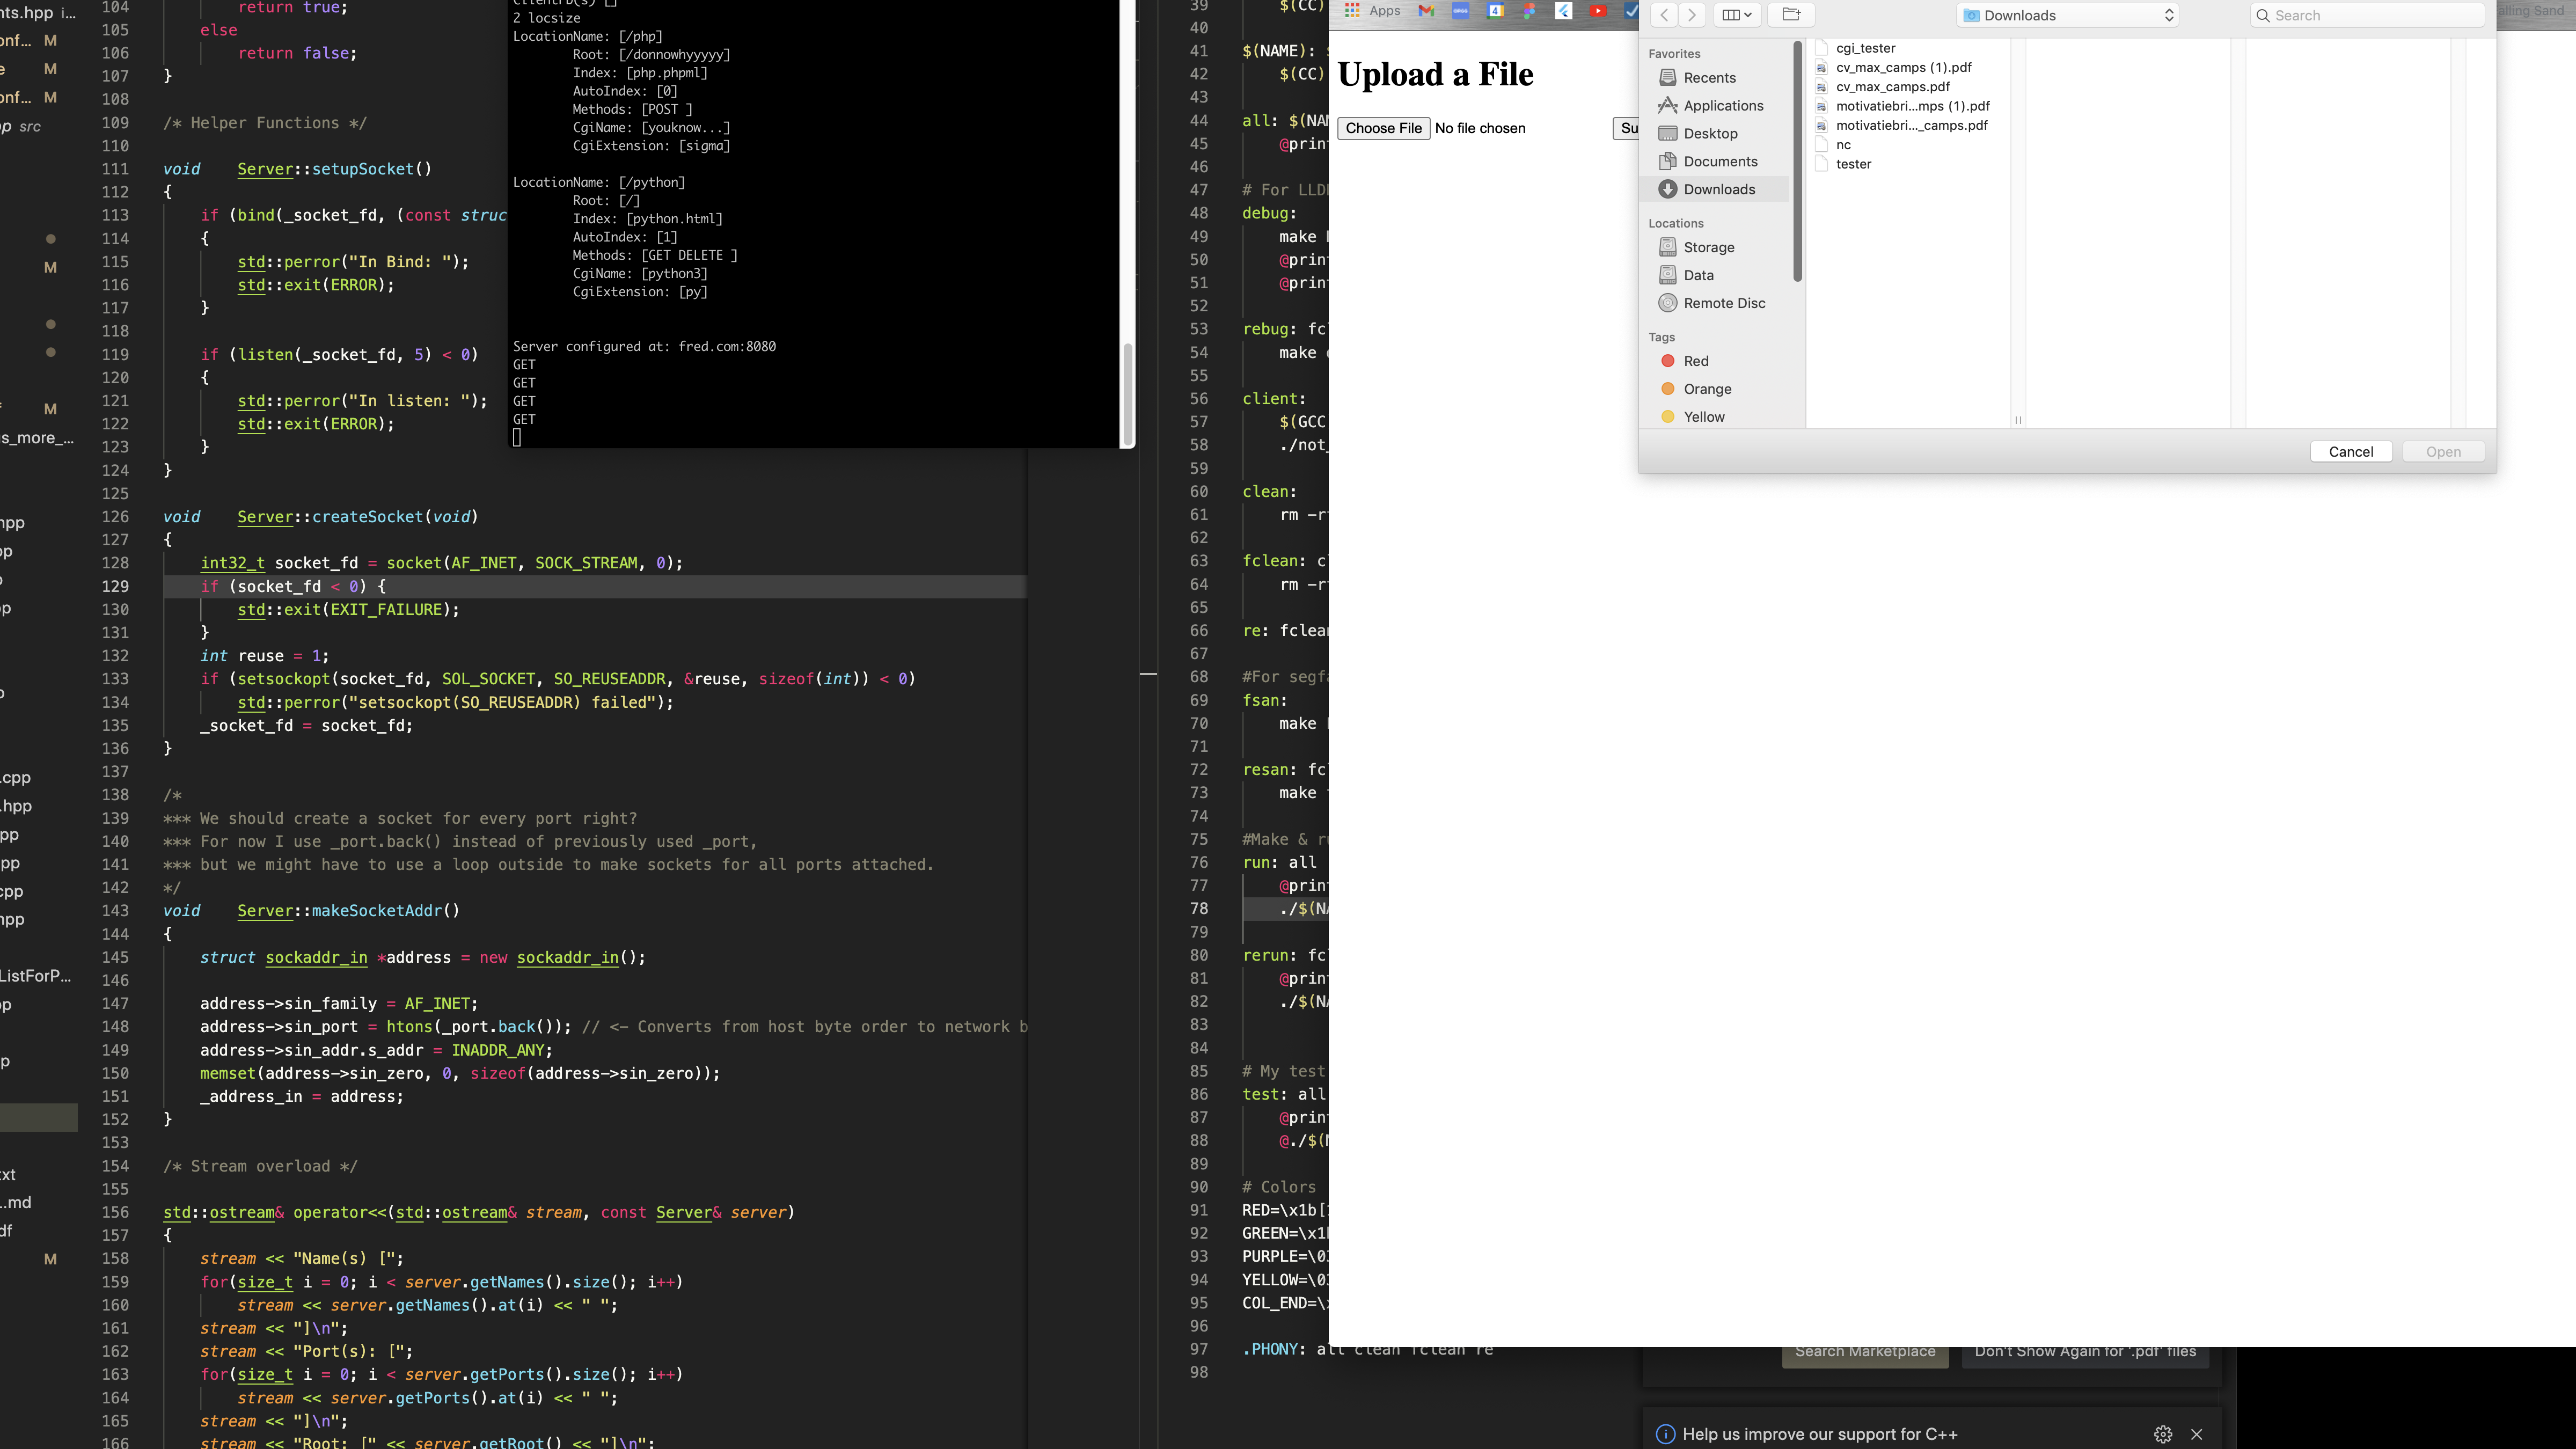 nts.hpp i...
onf... M
e M
onf... M
pp src
M
f M
s_more_...
hpp
pp
pp
.cpp
.hpp
pp
pp
cpp
hpp
ListForP...
pp
p
txt
..md
df
M
104 return true;
105 else
106 return false;
107 }
108
109 /* Helper Functions */
110
111 void Server::setupSocket()
112 {
113 if (bind(_socket_fd, (const struc
114 {
115 std::perror("In Bind: ");
116 std::exit(ERROR);
117 }
118
119 if (listen(_socket_fd, 5) < 0)
120 {
121 std::perror("In listen: ");
122 std::exit(ERROR);
123 }
124 }
125
126 void Server::createSocket(void)
127 {
128 int32_t socket_fd = socket(AF_INET, SOCK_STREAM, 0);
129 if (socket_fd < 0) {
130 std::exit(EXIT_FAILURE);
131 }
132 int reuse = 1;
133 if (setsockopt(socket_fd, SOL_SOCKET, SO_REUSEADDR, &reuse, sizeof(int)) < 0)
134 std::perror("setsockopt(SO_REUSEADDR) failed");
135 _socket_fd = socket_fd;
136 }
137
138 /*
139 *** We should create a socket for every port right?
140 *** For now I use _port.back() instead of previously used _port,
141 *** but we might have to use a loop outside to make sockets for all ports attached.
142 */
143 void Server::makeSocketAddr()
144 {
145 struct sockaddr_in *address = new sockaddr_in();
146
147 address->sin_family = AF_INET;
148 address->sin_port = htons(_port.back()); // <- Converts from host byte order to network b
149 address->sin_addr.s_addr = INADDR_ANY;
150 memset(address->sin_zero, 0, sizeof(address->sin_zero));
151 _address_in = address;
152 }
153
154 /* Stream overload */
155
156 std::ostream& operator<<(std::ostream& stream, const Server& server)
157 {
158 stream << "Name(s) [";
159 for(size_t i = 0; i < server.getNames().size(); i++)
160 stream << server.getNames().at(i) << " ";
161 stream << "]\n";
162 stream << "Port(s): [";
163 for(size_t i = 0; i < server.getPorts().size(); i++)
164 stream << server.getPorts().at(i) << " ";
165 stream << "]\n";
166 stream << "Root: [" << server.getRoot() << "]\n";
ClientFD(s) []
2 locsize
LocationName: [/php]
Root: [/donnowhyyyyy]
Index: [php.phpml]
AutoIndex: [0]
Methods: [POST ]
CgiName: [youknow...]
CgiExtension: [sigma]
LocationName: [/python]
Root: [/]
Index: [python.html]
AutoIndex: [1]
Methods: [GET DELETE ]
CgiName: [python3]
CgiExtension: [py]
Server configured at: fred.com:8080
GET
GET
GET
GET
39 $(CC)
40
41 $(NAME):
42 $(CC)
43
44 all: $(NAM
45 @print
46
47 # For LLD
48 debug:
49 make
50 @print
51 @print
52
53 rebug: fc
54 make
55
56 client:
57 $(GCC
58 ./not_
59
60 clean:
61 rm -r
62
63 fclean: c
64 rm -r
65
66 re: fclean
67
68 #For segf
69 fsan:
70 make
71
72 resan: fc
73 make
74
75 #Make & r
76 run: all
77 @print
78 ./$(NA
79
80 rerun: fc
81 @print
82 ./$(NA
83
84
85 # My test
86 test: all
87 @print
88 @./$(
89
90 # Colors
91 RED=\x1b[
92 GREEN=\x1
93 PURPLE=\0
94 YELLOW=\0
95 COL_END=\
96
97 .PHONY: all clean fclean re
98
Apps
Upload a File
Choose File No file chosen Su
Downloads
Search
alling Sand
Favorites
Recents
Applications
Desktop
Documents
Downloads
Locations
Storage
Data
Remote Disc
Tags
Red
Orange
Yellow
cgi_tester
cv_max_camps (1).pdf
cv_max_camps.pdf
motivatiebri...mps (1).pdf
motivatiebri..._camps.pdf
nc
tester
Cancel Open
Search Marketplace Don't Show Again for '.pdf' files
Help us improve our support for C++